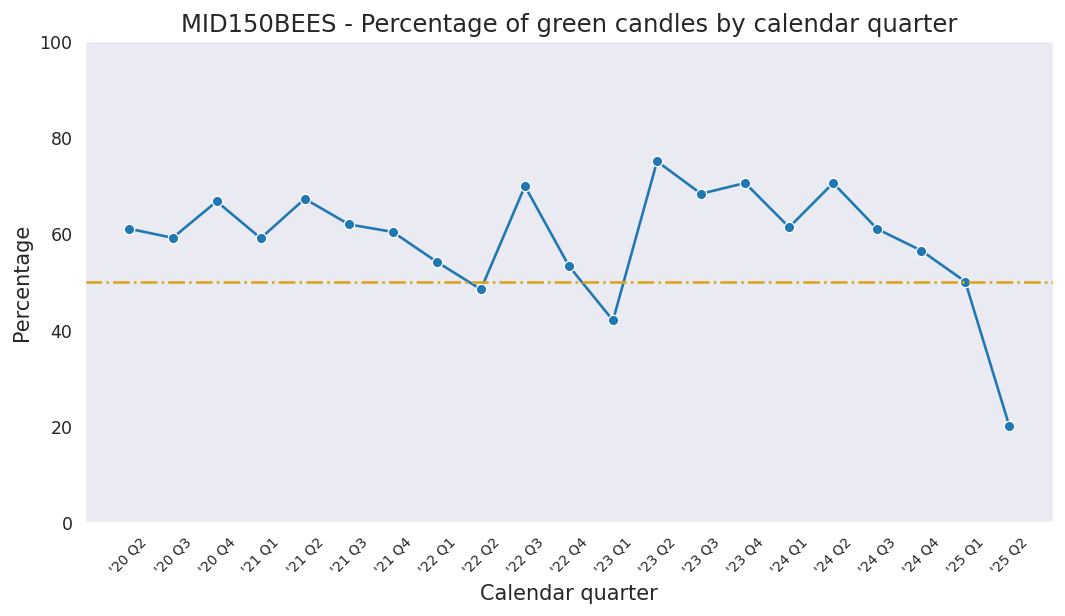 MID150BEES - Percentage of green candles by calendar quarter
100
80
60
40
20
0
Percentage
'20 Q2
'20 Q3
'20 Q4
'21 Q1
'21 Q2
'21 Q3
'21 Q4
'22 Q1
'22 Q2
'22 Q3
'22 Q4
'23 Q1
'23 Q2
'23 Q3
'23 Q4
'24 Q1
'24 Q2
'24 Q3
'24 Q4
'25 Q1
'25 Q2
Calendar quarter